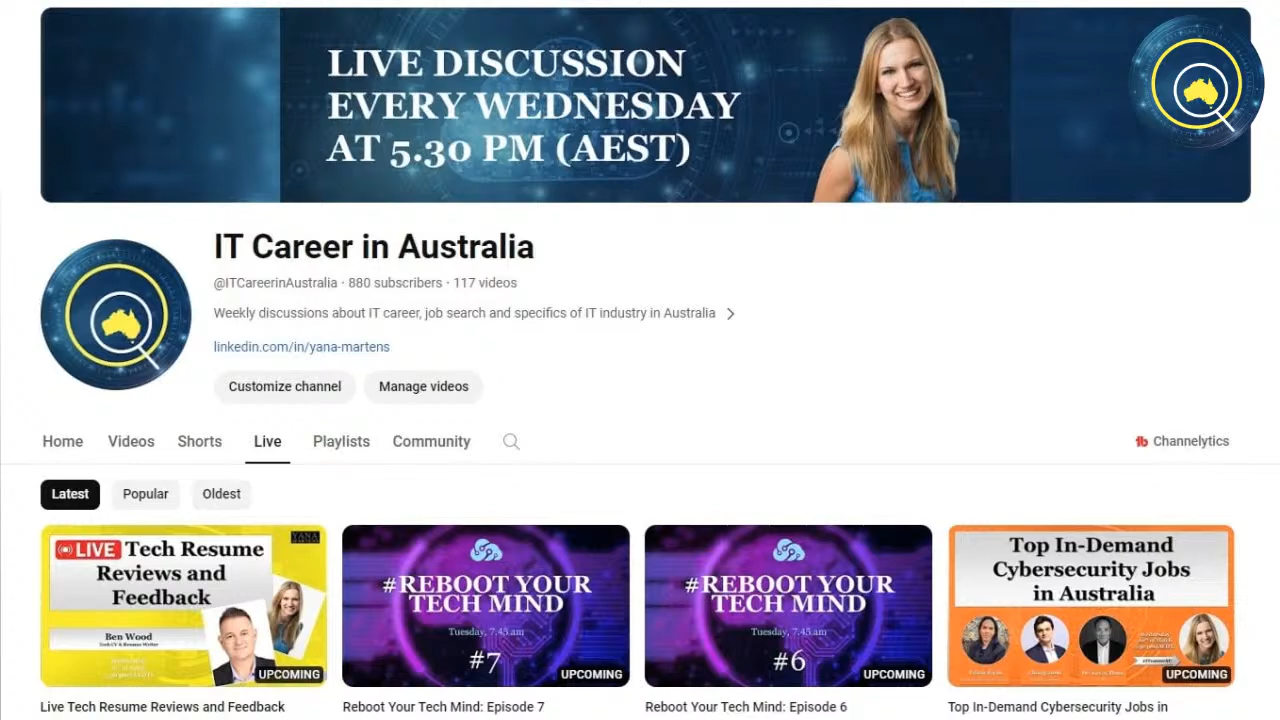 LIVE DISCUSSION
EVERY WEDNESDAY
AT 5.30 PM (AEST)
IT Career in Australia
@ITCareerinAustralia · 880 subscribers · 117 videos
Weekly discussions about IT career, job search and specifics of IT industry in Australia
linkedin.com/in/yana-martens
Customize channel
Manage videos
Home
Videos
Shorts
Live
Playlists
Community
Channelytics
Latest
Popular
Oldest
LIVE Tech Resume
Reviews and
Feedback
YANA
Ben Wood
Tech CV & Resume Writer
UPCOMING
Live Tech Resume Reviews and Feedback
#REBOOT YOUR
TECH MIND
Tuesday, 7.45 am
#7
UPCOMING
Reboot Your Tech Mind: Episode 7
#REBOOT YOUR
TECH MIND
Tuesday, 7.45 am
#6
UPCOMING
Reboot Your Tech Mind: Episode 6
Top In-Demand
Cybersecurity Jobs
in Australia
UPCOMING
Top In-Demand Cybersecurity Jobs in